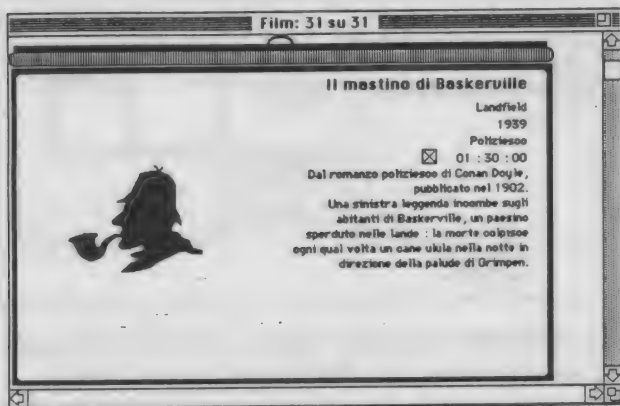 Film: 31 su 31
Il mastino di Baskerville
Landfield
1939
Poliziesco
01 : 30 : 00
Dal romanzo poliziesco di Conan Doyle,
pubblicato nel 1902.
Una sinistra leggenda incombe sugli
abitanti di Baskerville, un paesino
sperduto nelle lande : la morte colpisce
ogni qual volta un cane ulula nella notte in
direzione della palude di Grimpen.